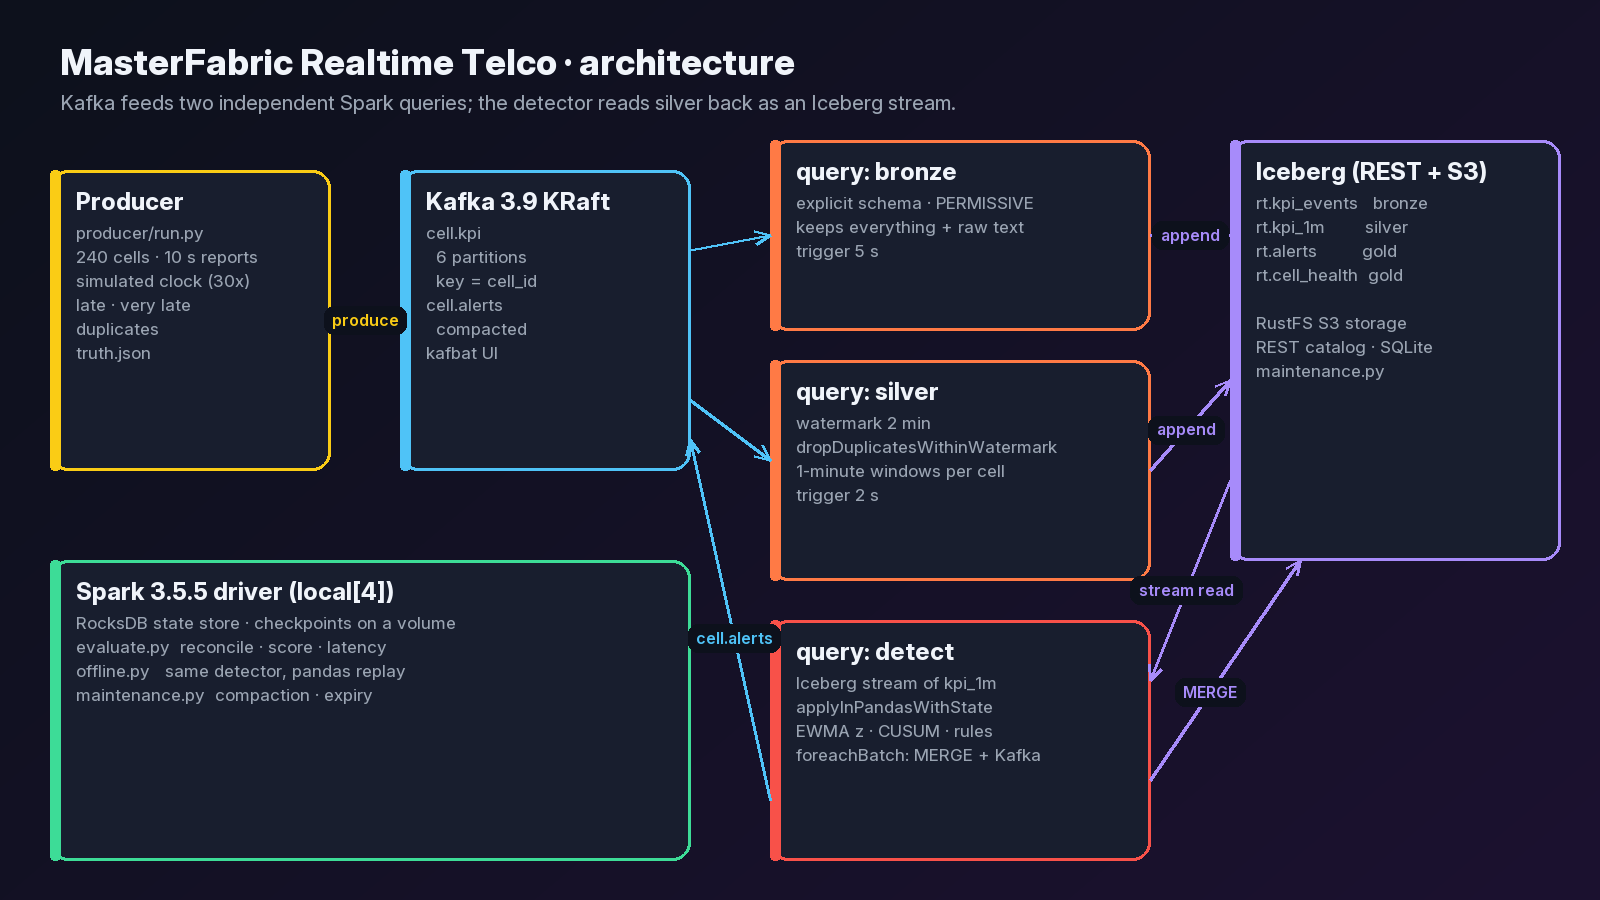 MasterFabric Realtime Telco · architecture
Kafka feeds two independent Spark queries; the detector reads silver back as an Iceberg stream.
Producer
producer/run.py
240 cells · 10 s reports
simulated clock (30x)
late · very late
duplicates
truth.json
produce
Kafka 3.9 KRaft
cell.kpi
6 partitions
key = cell_id
cell.alerts
compacted
kafbat UI
query: bronze
explicit schema · PERMISSIVE
keeps everything + raw text
trigger 5 s
append
query: silver
watermark 2 min
dropDuplicatesWithinWatermark
1-minute windows per cell
trigger 2 s
append
Iceberg (REST + S3)
rt.kpi_events bronze
rt.kpi_1m silver
rt.alerts gold
rt.cell_health gold
RustFS S3 storage
REST catalog · SQLite
maintenance.py
stream read
Spark 3.5.5 driver (local[4])
RocksDB state store · checkpoints on a volume
evaluate.py reconcile · score · latency
offline.py same detector, pandas replay
maintenance.py compaction · expiry
cell.alerts
query: detect
Iceberg stream of kpi_1m
applyInPandasWithState
EWMA z · CUSUM · rules
foreachBatch: MERGE + Kafka
MERGE